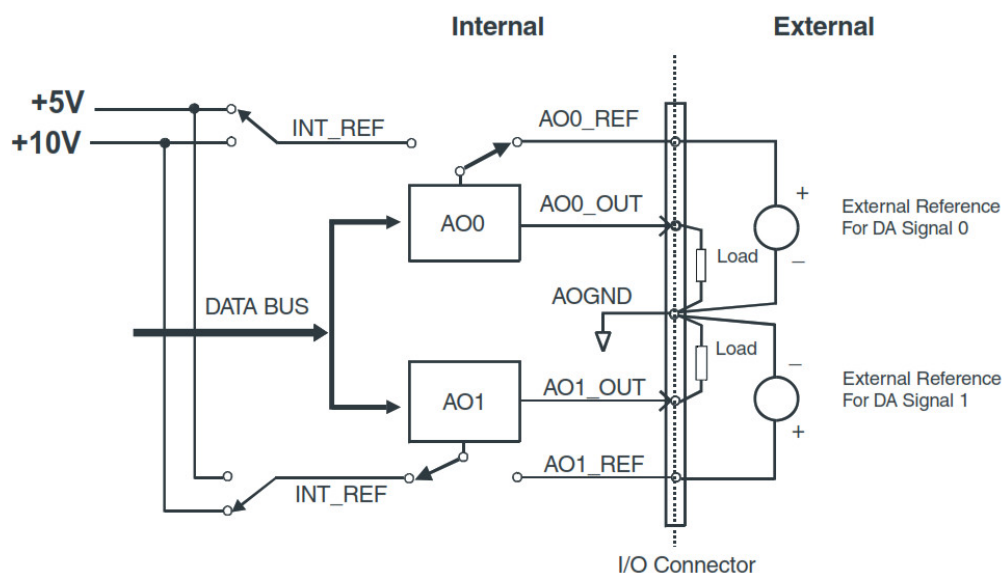 Internal
External
+5V
+10V
INT_REF
AO0_REF
AO0
AO0_OUT
+
External Reference
For DA Signal 0
Load
–
DATA BUS
AOGND
Load
–
External Reference
For DA Signal 1
AO1
AO1_OUT
+
AO1_REF
INT_REF
I/O Connector